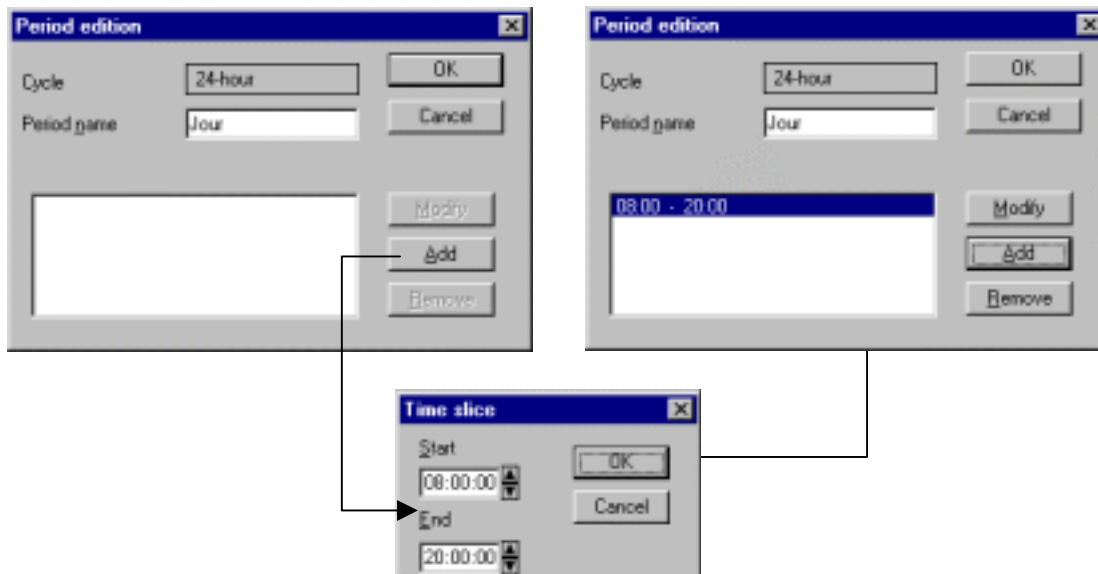 Period edition
Cycle 24-hour OK
Period name Jour Cancel
Modify
Add
Remove
Period edition
Cycle 24-hour OK
Period name Jour Cancel
08:00 - 20:00 Modify
Add
Remove
Time slice
Start
08:00:00 OK
End Cancel
20:00:00